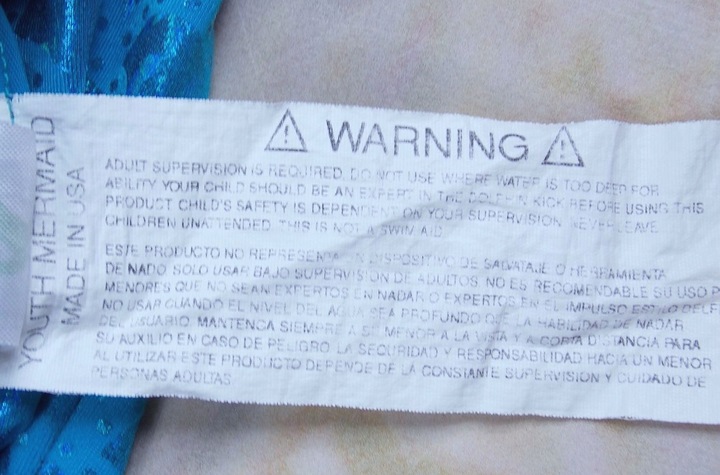 YOUTH MERMAID
MADE IN USA
WARNING
ADULT SUPERVISION IS REQUIRED. DO NOT USE WHERE WATER IS TOO DEEP FOR
ABILITY. YOUR CHILD SHOULD BE AN EXPERT IN THE DOLPHIN KICK BEFORE USING THIS
PRODUCT. CHILD'S SAFETY IS DEPENDENT ON YOUR SUPERVISION. NEVER LEAVE
CHILDREN UNATTENDED. THIS IS NOT A SWIM AID.
ESTE PRODUCTO NO REPRESENTA UN DISPOSITIVO DE SALVATAJE O HERRAMIENTA
DE NADO. SOLO USAR BAJO SUPERVISION DE ADULTOS. NO ES RECOMENDABLE SU USO P
MENORES QUE NO SEAN EXPERTOS EN NADAR O EXPERTOS EN EL IMPULSO ESTILO DELF
NO USAR CUANDO EL NIVEL DEL AGUA SEA PROFUNDO QUE LA HABILIDAD DE NADAR
DEL USUARIO. MANTENGA SIEMPRE A SU MENOR A LA VISTA Y A CORTA DISTANCIA PARA
SU AUXILIO EN CASO DE PELIGRO. LA SEGURIDAD Y RESPONSABILIDAD HACIA UN MENOR
AL UTILIZAR ESTE PRODUCTO DEPENDE DE LA CONSTANTE SUPERVISION Y CUIDADO DE
PERSONAS ADULTAS.